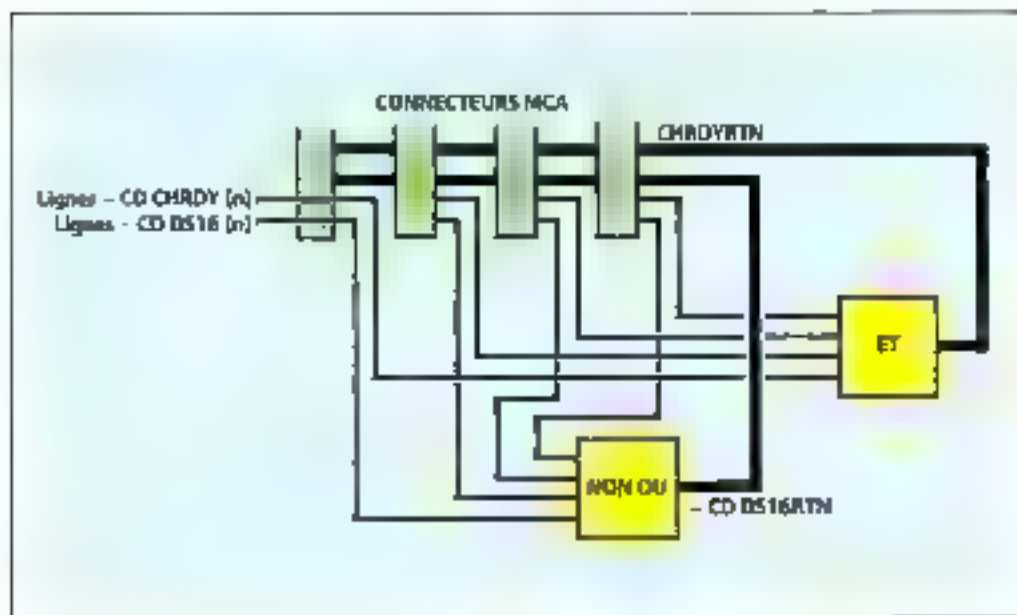 CONNECTEURS MCA
CHRDYRTN
Lignes - CD CHRDY (n)
Lignes - CD DS16 (n)
ET
NON OU
- CD DS16RTN